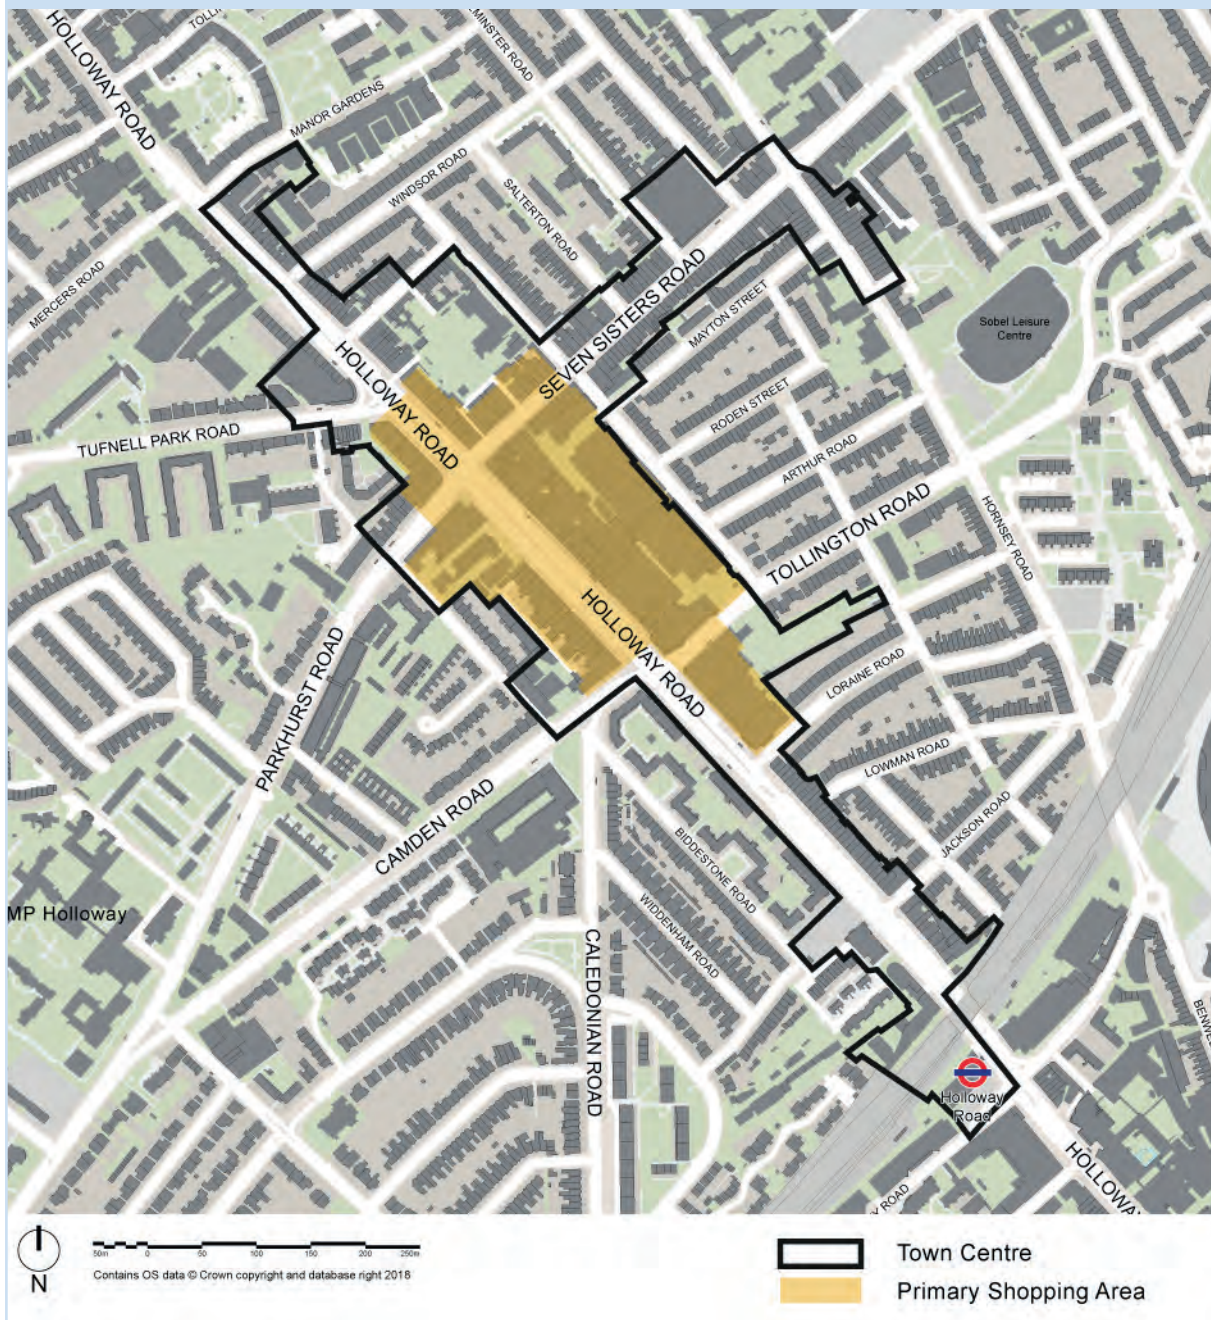 HOLLOWAY ROAD
MANOR GARDENS
WINDSOR ROAD
SALTERTON ROAD
MERCERS ROAD
SEVEN SISTERS ROAD
MAYTON STREET
Sobel Leisure
Centre
HOLLOWAY ROAD
RODEN STREET
TUFNELL PARK ROAD
ARTHUR ROAD
TOLLINGTON ROAD
HORNSEY ROAD
HOLLOWAY ROAD
LORAINE ROAD
PARKHURST ROAD
LOWMAN ROAD
CAMDEN ROAD
JACKSON ROAD
BIDDESTONE ROAD
MP Holloway
WIDDENHAM ROAD
CALEDONIAN ROAD
Holloway
Road
HOLLOWA
N
50m 0 50 100 150 200 250m
Contains OS data © Crown copyright and database right 2018
Town Centre
Primary Shopping Area